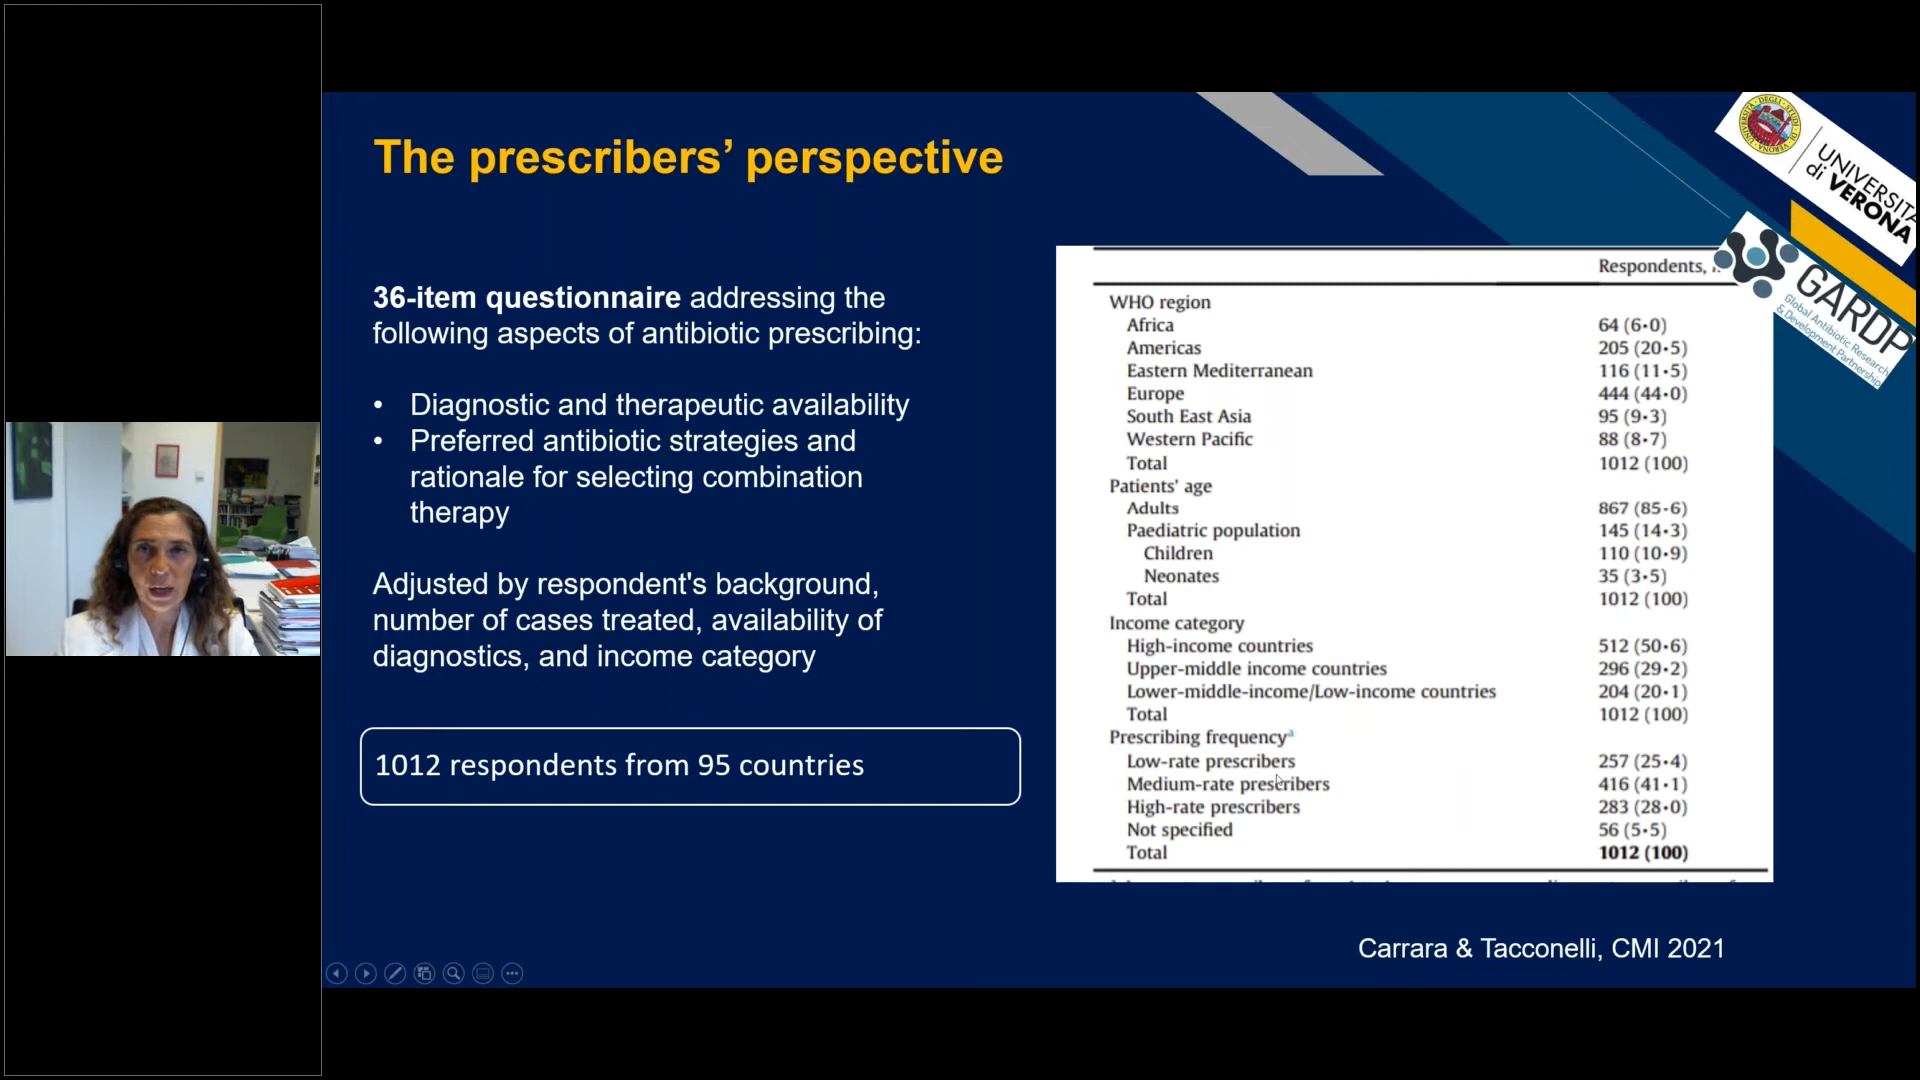 The prescribers’ perspective
36-item questionnaire addressing the
following aspects of antibiotic prescribing:
• Diagnostic and therapeutic availability
• Preferred antibiotic strategies and
rationale for selecting combination
therapy
Adjusted by respondent's background,
number of cases treated, availability of
diagnostics, and income category
1012 respondents from 95 countries
Respondents,
WHO region
Africa 64 (6·0)
Americas 205 (20·5)
Eastern Mediterranean 116 (11·5)
Europe 444 (44·0)
South East Asia 95 (9·3)
Western Pacific 88 (8·7)
Total 1012 (100)
Patients' age
Adults 867 (85·6)
Paediatric population 145 (14·3)
Children 110 (10·9)
Neonates 35 (3·5)
Total 1012 (100)
Income category
High-income countries 512 (50·6)
Upper-middle income countries 296 (29·2)
Lower-middle-income/Low-income countries 204 (20·1)
Total 1012 (100)
Prescribing frequencyᵃ
Low-rate prescribers 257 (25·4)
Medium-rate prescribers 416 (41·1)
High-rate prescribers 283 (28·0)
Not specified 56 (5·5)
Total 1012 (100)
Carrara & Tacconelli, CMI 2021
UNIVERSITÀ
di VERONA
GARDP
Global Antibiotic Research
& Development Partnership